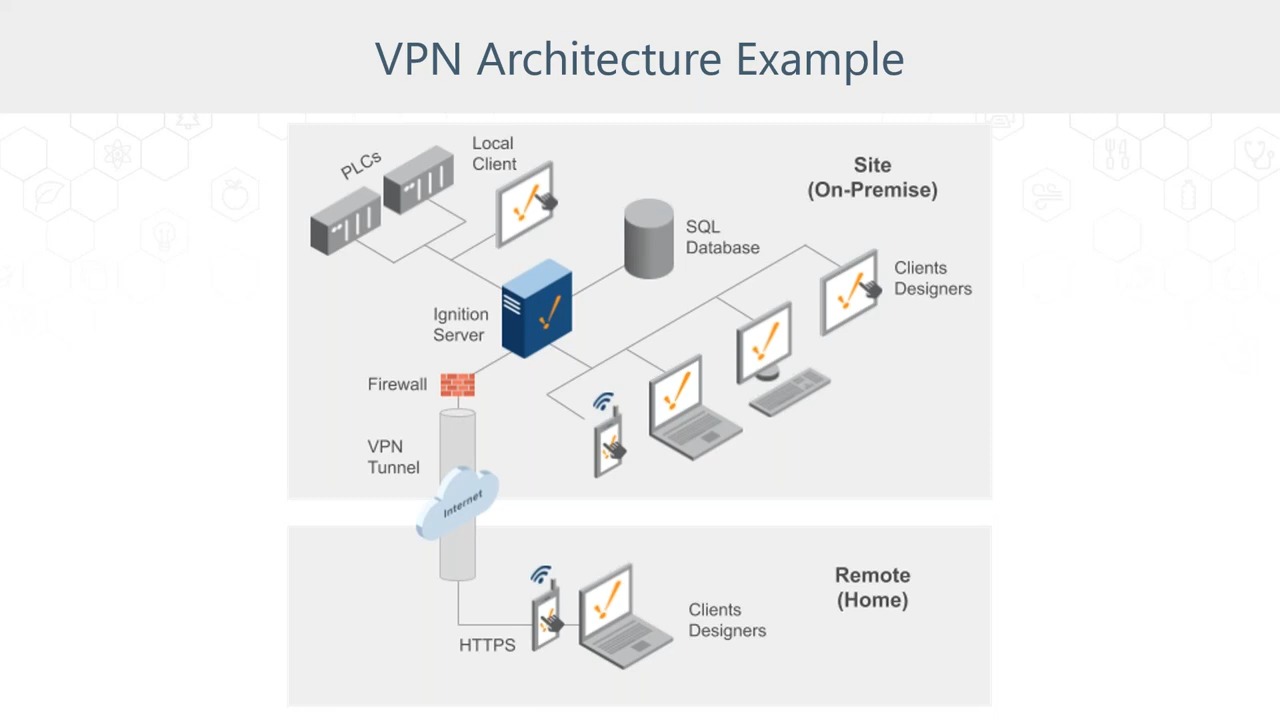 VPN Architecture Example
PLCs
Local
Client
Site
(On-Premise)
SQL
Database
Clients
Designers
Ignition
Server
Firewall
VPN
Tunnel
Internet
Remote
(Home)
Clients
Designers
HTTPS